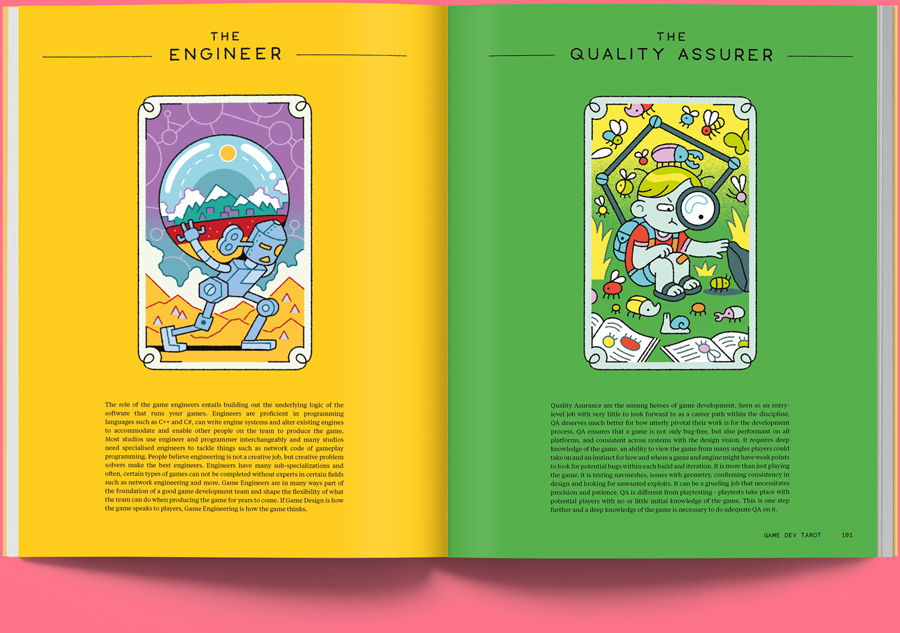 THE
ENGINEER
The role of the game engineers entails building out the underlying logic of the
software that runs your games. Engineers are proficient in programming
languages such as C++ and C#, can write engine systems and alter existing engines
to accommodate and enable other people on the team to produce the game.
Most studios use engineer and programmer interchangeably and many studios
need specialised engineers to tackle things such as network code of gameplay
programming. People believe engineering is not a creative job, but creative problem
solvers make the best engineers. Engineers have many sub-specializations and
often, certain types of games can not be completed without experts in certain fields
such as network engineering and more. Game Engineers are in many ways part of
the foundation of a good game development team and shape the flexibility of what
the team can do when producing the game for years to come. If Game Design is how
the game speaks to players, Game Engineering is how the game thinks.
THE
QUALITY ASSURER
Quality Asurance are the unsung heroes of game development. Seen as an entry-
level job with very little to look forward to as a career path within the discipline,
QA deserves much better for how utterly pivotal their work is for the development
process. QA ensures that a game is not only bug-free, but also performant on all
platforms, and consistent across systems with the design vision. It requires deep
knowledge of the game, an ability to view the game from many angles players could
take on and an instinct for how and where a game and engine might have weak points
to look for potential bugs within each build and iteration. It is more than just playing
the game, it is testing navmeshes, issues with geometry, confirming consistency in
design and looking for unwanted exploits. It can be a grueling job that necessitates
precision and patience. QA is different from playtesting - playtests take place with
potential players with no or little initial knowledge of the game. This is one step
further and a deep knowledge of the game is necessary to do adequate QA on it.
GAME DEV TAROT 101